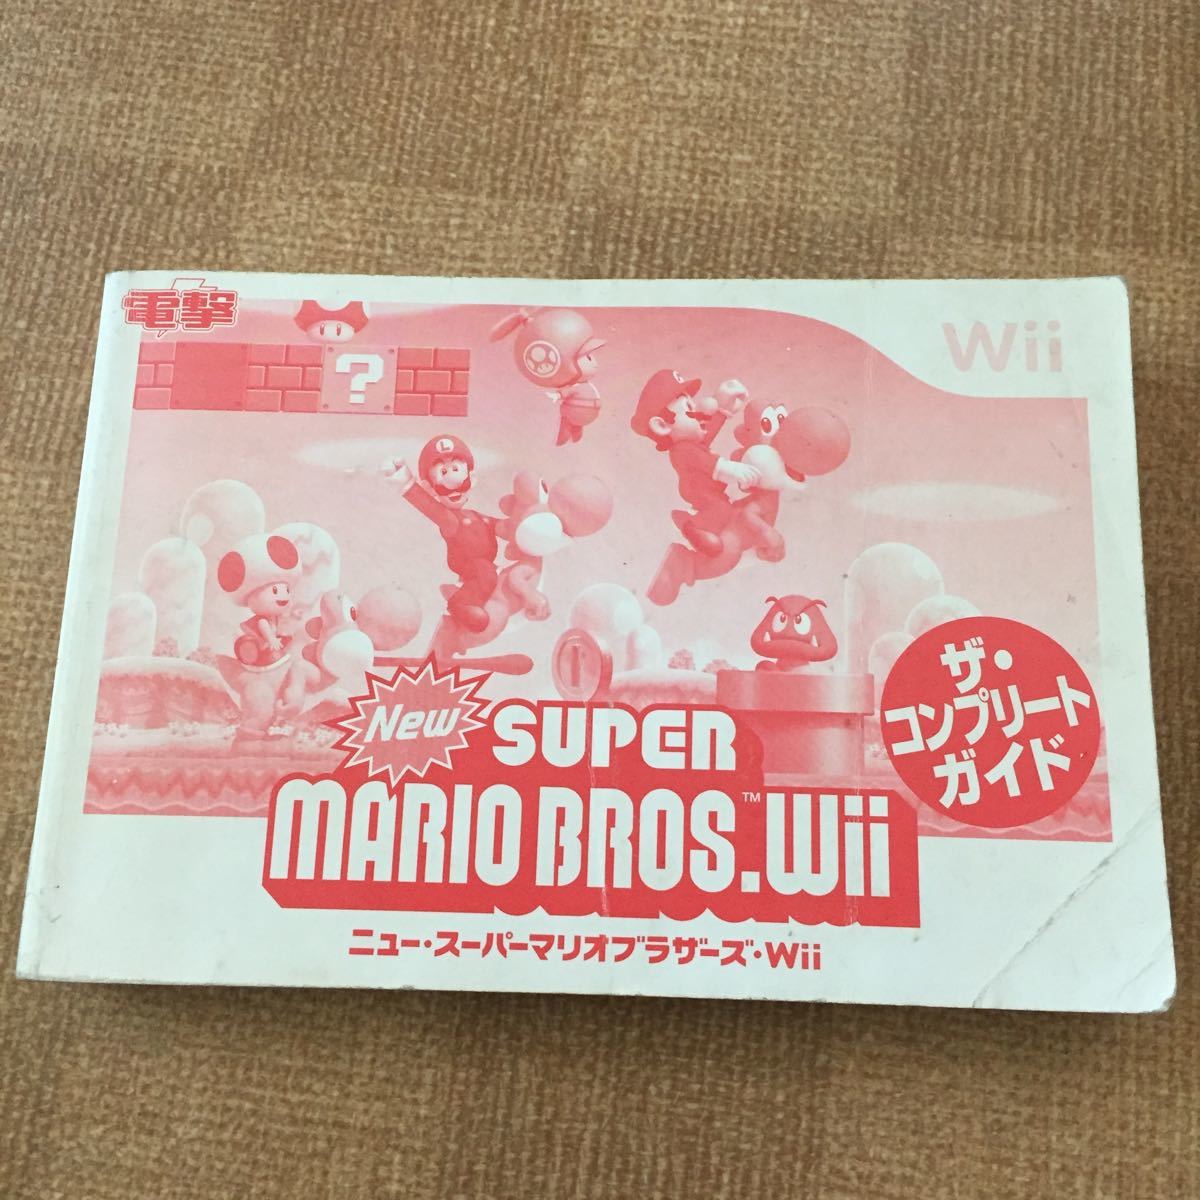 電撃
Wii
?
L
ザ・
コンプリート
ガイド
New SUPER
MARIO BROS.™Wii
ニュー・スーパーマリオブラザーズ・Wii